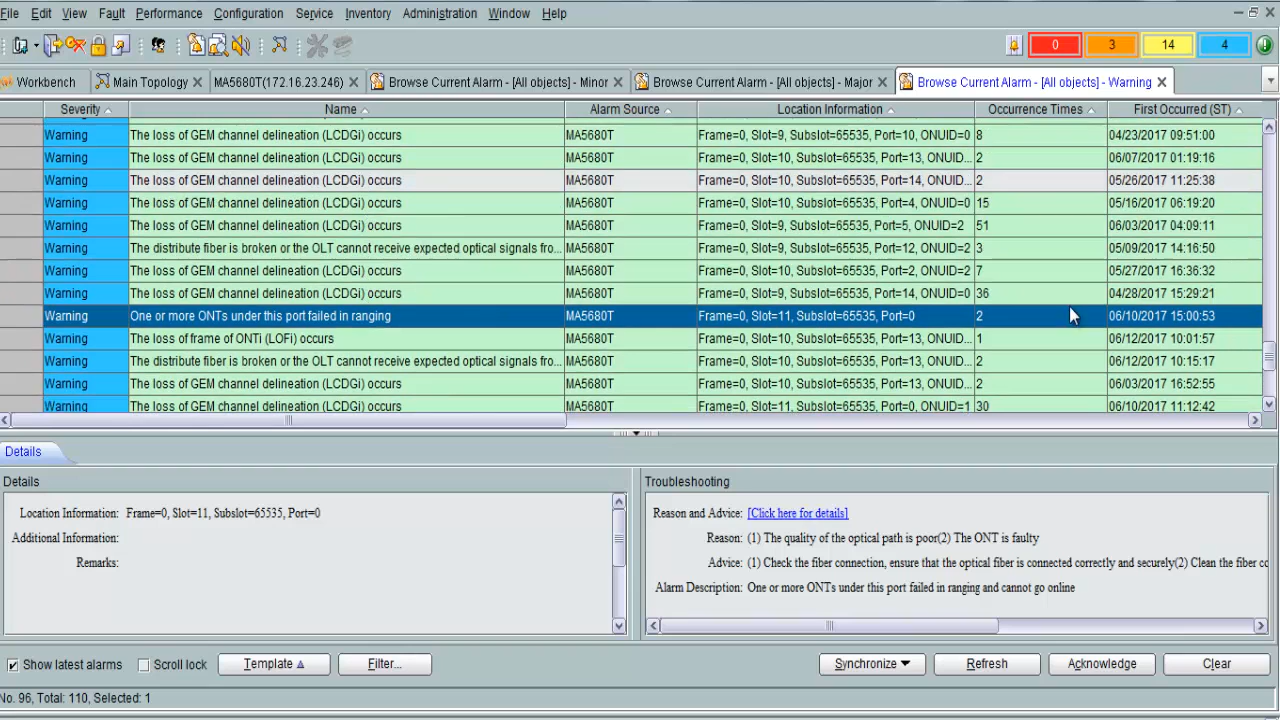 File Edit View Fault Performance Configuration Service Inventory Administration Window Help
0 3 14 4
Workbench Main Topology MA5680T(172.16.23.246) Browse Current Alarm - [All objects] - Minor Browse Current Alarm - [All objects] - Major Browse Current Alarm - [All objects] - Warning
Severity Name Alarm Source Location Information Occurrence Times First Occurred (ST)
Warning The loss of GEM channel delineation (LCDGi) occurs MA5680T Frame=0, Slot=9, Subslot=65535, Port=10, ONUID=0 8 04/23/2017 09:51:00
Warning The loss of GEM channel delineation (LCDGi) occurs MA5680T Frame=0, Slot=10, Subslot=65535, Port=13, ONUID... 2 06/07/2017 01:19:16
Warning The loss of GEM channel delineation (LCDGi) occurs MA5680T Frame=0, Slot=10, Subslot=65535, Port=14, ONUID... 2 05/26/2017 11:25:38
Warning The loss of GEM channel delineation (LCDGi) occurs MA5680T Frame=0, Slot=10, Subslot=65535, Port=4, ONUID=0 15 05/16/2017 06:19:20
Warning The loss of GEM channel delineation (LCDGi) occurs MA5680T Frame=0, Slot=9, Subslot=65535, Port=5, ONUID=2 51 06/03/2017 04:09:11
Warning The distribute fiber is broken or the OLT cannot receive expected optical signals fro... MA5680T Frame=0, Slot=9, Subslot=65535, Port=12, ONUID=2 3 05/09/2017 14:16:50
Warning The loss of GEM channel delineation (LCDGi) occurs MA5680T Frame=0, Slot=10, Subslot=65535, Port=2, ONUID=2 7 05/27/2017 16:36:32
Warning The loss of GEM channel delineation (LCDGi) occurs MA5680T Frame=0, Slot=9, Subslot=65535, Port=14, ONUID=0 36 04/28/2017 15:29:21
Warning One or more ONTs under this port failed in ranging MA5680T Frame=0, Slot=11, Subslot=65535, Port=0 2 06/10/2017 15:00:53
Warning The loss of frame of ONTi (LOFi) occurs MA5680T Frame=0, Slot=10, Subslot=65535, Port=13, ONUID... 1 06/12/2017 10:01:57
Warning The distribute fiber is broken or the OLT cannot receive expected optical signals fro... MA5680T Frame=0, Slot=10, Subslot=65535, Port=13, ONUID... 2 06/12/2017 10:15:17
Warning The loss of GEM channel delineation (LCDGi) occurs MA5680T Frame=0, Slot=10, Subslot=65535, Port=13, ONUID... 2 06/03/2017 16:52:55
Warning The loss of GEM channel delineation (LCDGi) occurs MA5680T Frame=0, Slot=11, Subslot=65535, Port=0, ONUID=1 30 06/10/2017 11:12:42
Details
Details
Location Information: Frame=0, Slot=11, Subslot=65535, Port=0
Additional Information:
Remarks:
Troubleshooting
Reason and Advice: [Click here for details]
Reason: (1) The quality of the optical path is poor(2) The ONT is faulty
Advice: (1) Check the fiber connection, ensure that the optical fiber is connected correctly and securely(2) Clean the fiber co
Alarm Description: One or more ONTs under this port failed in ranging and cannot go online
Show latest alarms Scroll lock Template Filter... Synchronize Refresh Acknowledge Clear
No. 96, Total: 110, Selected: 1